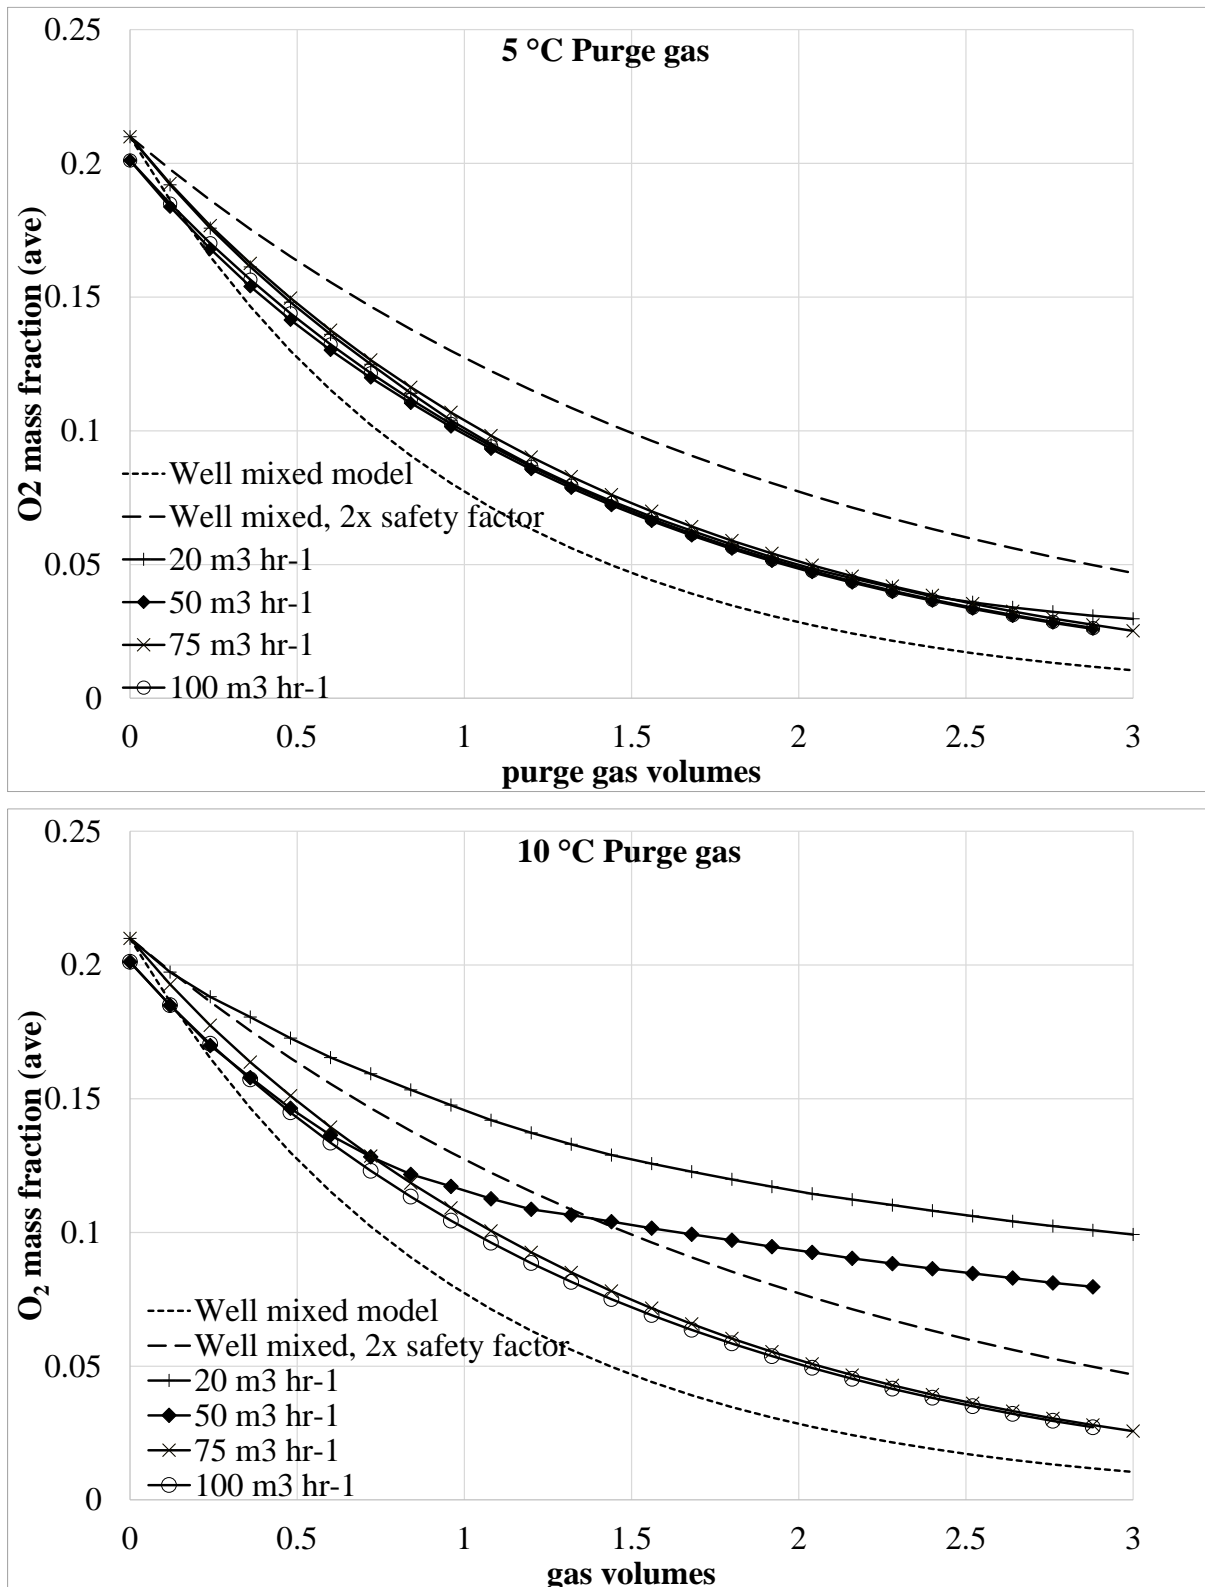 5 °C Purge gas
0.25
0.2
0.15
0.1
0.05
0
O2 mass fraction (ave)
Well mixed model
Well mixed, 2x safety factor
20 m3 hr-1
50 m3 hr-1
75 m3 hr-1
100 m3 hr-1
0 0.5 1 1.5 2 2.5 3
purge gas volumes
10 °C Purge gas
0.25
0.2
0.15
0.1
0.05
0
O₂ mass fraction (ave)
Well mixed model
Well mixed, 2x safety factor
20 m3 hr-1
50 m3 hr-1
75 m3 hr-1
100 m3 hr-1
0 0.5 1 1.5 2 2.5 3
gas volumes